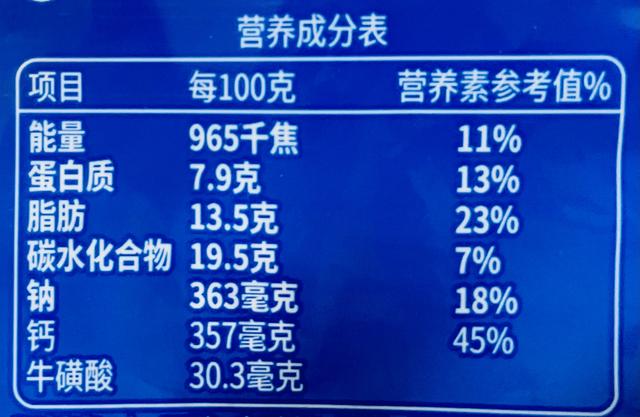 营养成分表
项目 每100克 营养素参考值%
能量 965千焦 11%
蛋白质 7.9克 13%
脂肪 13.5克 23%
碳水化合物 19.5克 7%
钠 363毫克 18%
钙 357毫克 45%
牛磺酸 30.3毫克